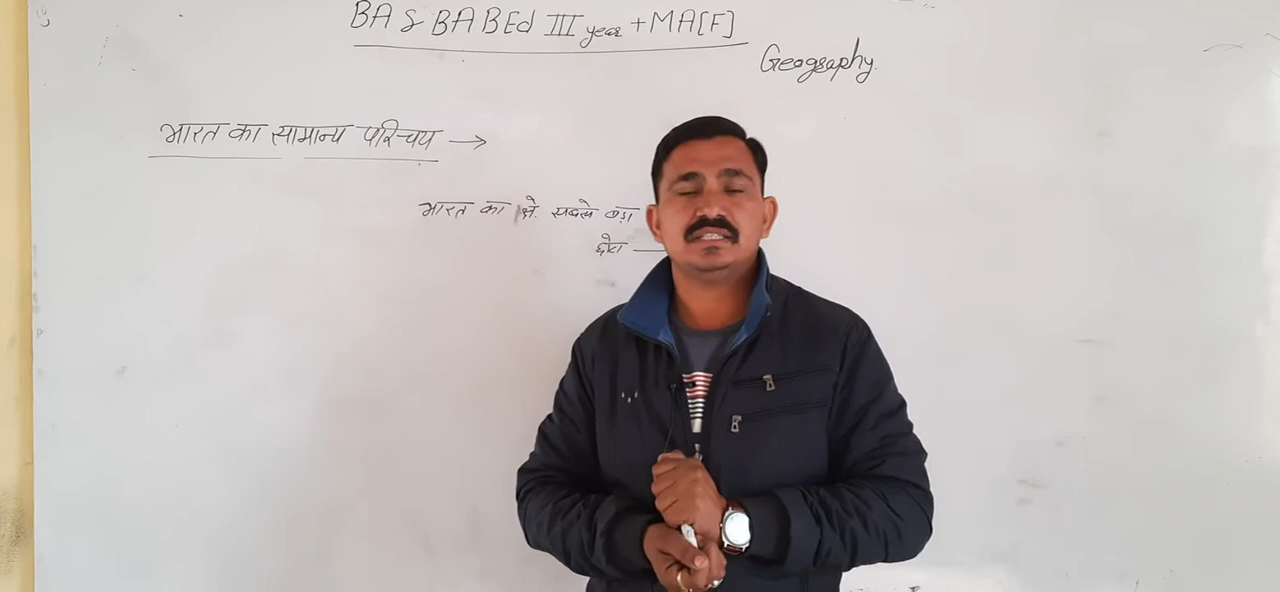 BA & BA BEd III year + MA[F]
Geography.
भारत का सामान्य परिचय →
भारत का क्षे. सबसे बड़ा
छोटा —